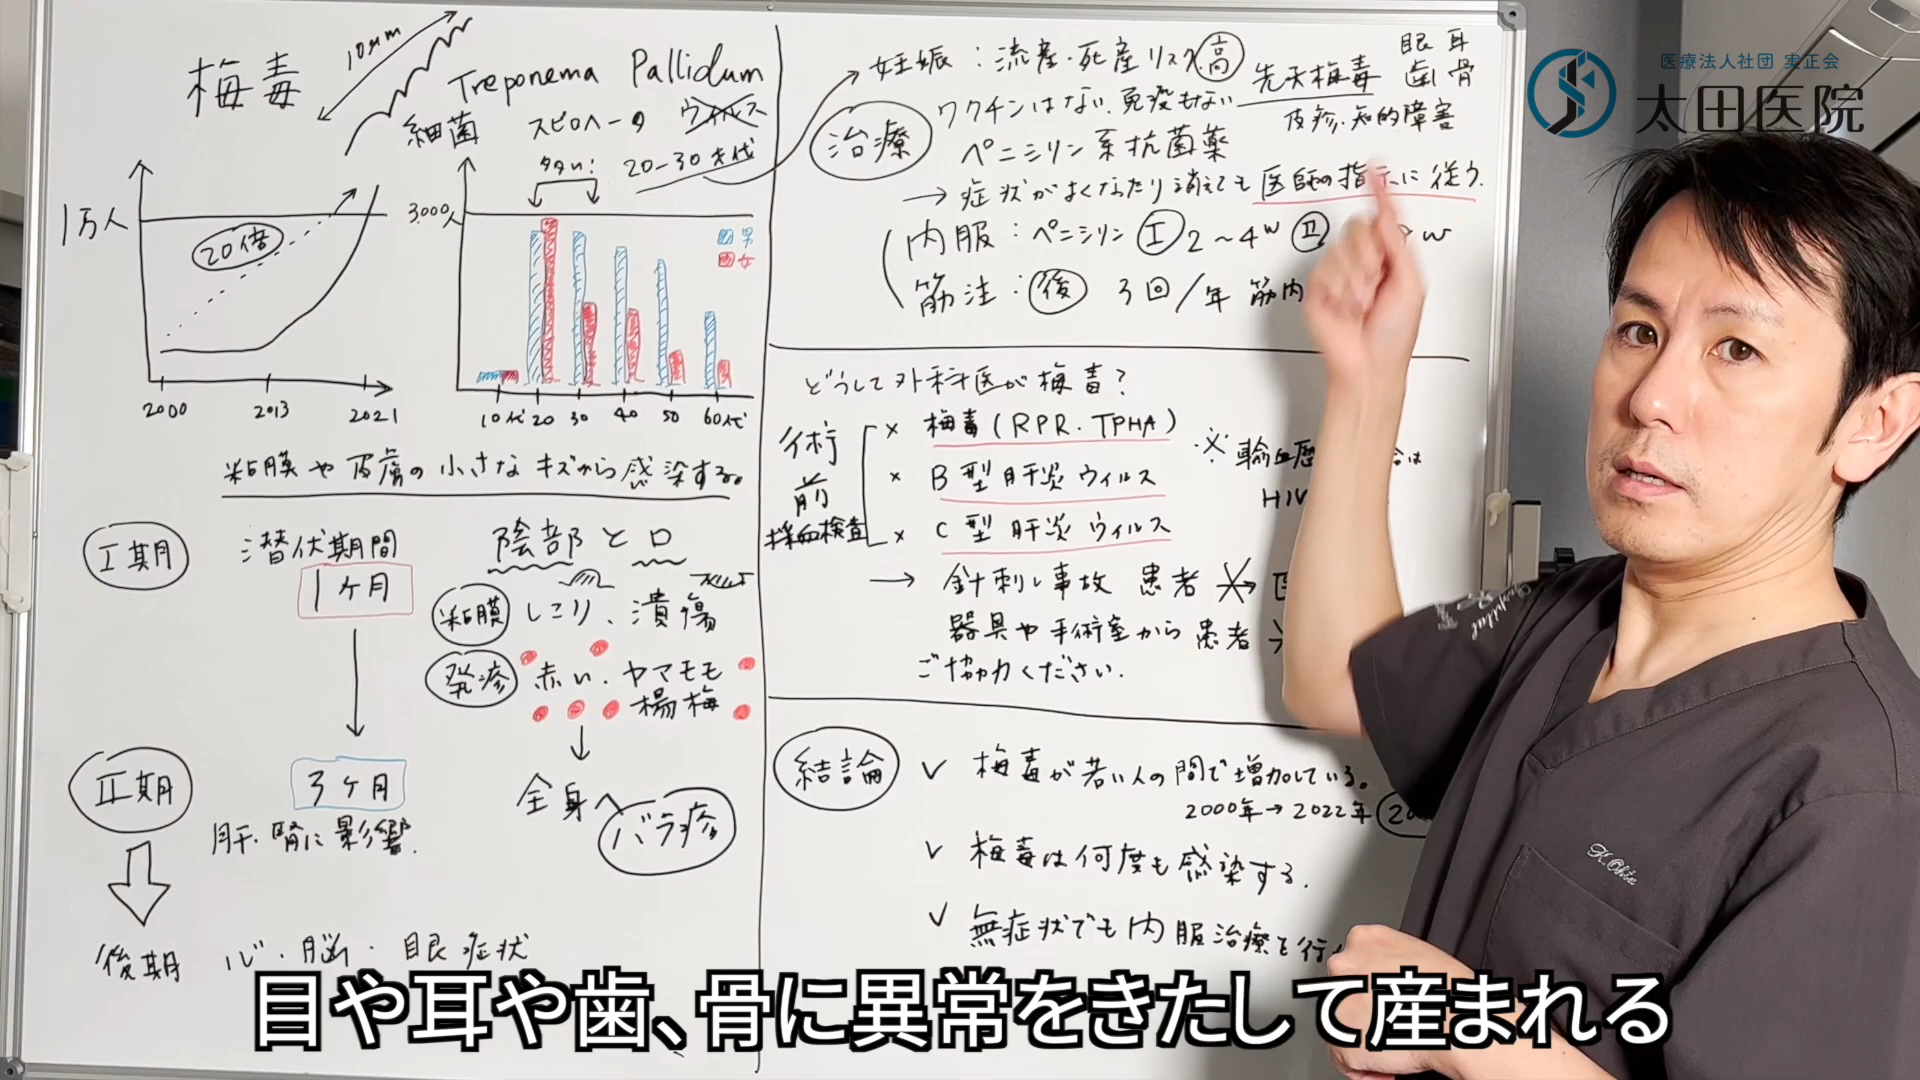 梅毒
10μm
Treponema Pallidum
細菌 スピロヘータ ウイルス
多い! 20-30才代
1万人
20倍
2000 2013 2021
3,000人
男
女
10代 20 30 40 50 60代
粘膜や皮膚の小さなキズから感染する。
I期
潜伏期間
1ヶ月
陰部と口
粘膜 しこり、潰瘍
発疹 赤い、ヤマモモ
楊梅
II期
3ヶ月
肝・腎に影響.
全身
バラ疹
後期 心・脳・眼症状
妊娠:流産・死産リスク高
先天梅毒
眼 耳
歯 骨
皮疹・知的障害
治療
ワクチンはない、免疫もない
ペニシリン系抗菌薬
→症状がよくなったり消えても医師の指示に従う.
内服:ペニシリン I 2~4w II w
筋注:後 3回/年 筋内
どうして外科医が梅毒?
術前採血検査
× 梅毒(RPR・TPHA)
× B型肝炎ウイルス
× C型肝炎ウイルス
※輸血歴 は
HIV
→ 針刺し事故 患者
器具や手術室から患者
ご協力ください.
結論
✓ 梅毒が若い人の間で増加している。
2000年→2022年 20
✓ 梅毒は何度も感染する.
✓ 無症状でも内服治療を行
医療法人社団 実正会
太田医院
K.Ohta
目や耳や歯、骨に異常をきたして産まれる